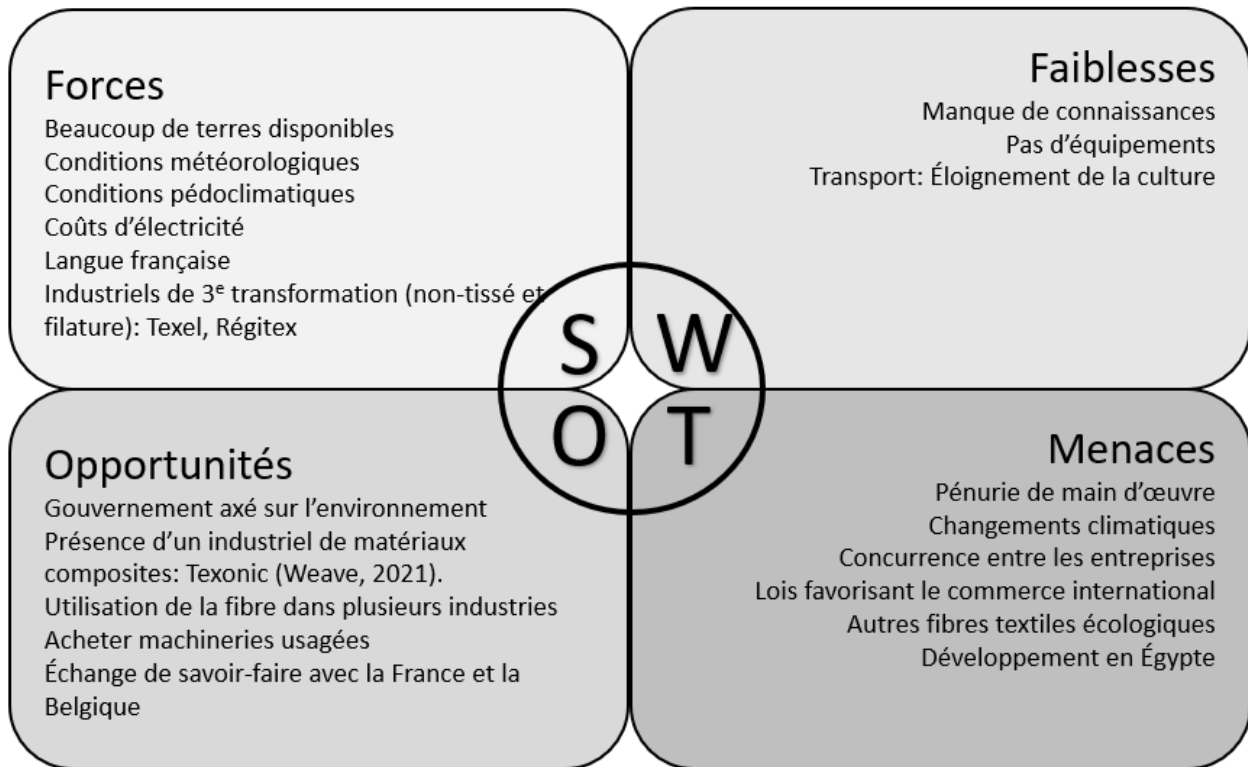 Forces
Beaucoup de terres disponibles
Conditions météorologiques
Conditions pédoclimatiques
Coûts d’électricité
Langue française
Industriels de 3e transformation (non-tissé et
filature): Texel, Régitex
Faiblesses
Manque de connaissances
Pas d’équipements
Transport: Éloignement de la culture
S W
O T
Opportunités
Gouvernement axé sur l’environnement
Présence d’un industriel de matériaux
composites: Texonic (Weave, 2021).
Utilisation de la fibre dans plusieurs industries
Acheter machineries usagées
Échange de savoir-faire avec la France et la
Belgique
Menaces
Pénurie de main d’œuvre
Changements climatiques
Concurrence entre les entreprises
Lois favorisant le commerce international
Autres fibres textiles écologiques
Développement en Égypte